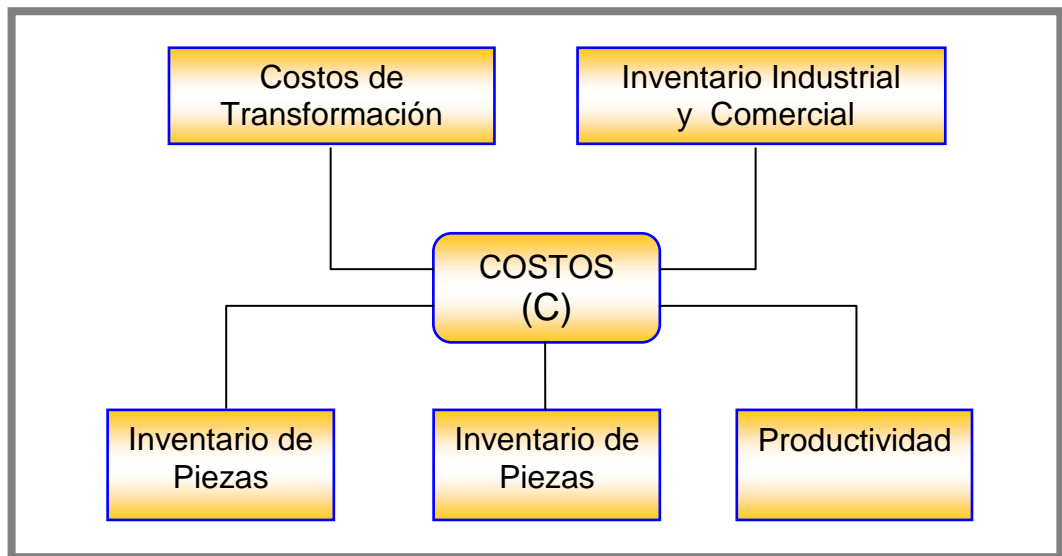 Costos de
Transformación
Inventario Industrial
y Comercial
COSTOS
(C)
Inventario de
Piezas
Inventario de
Piezas
Productividad